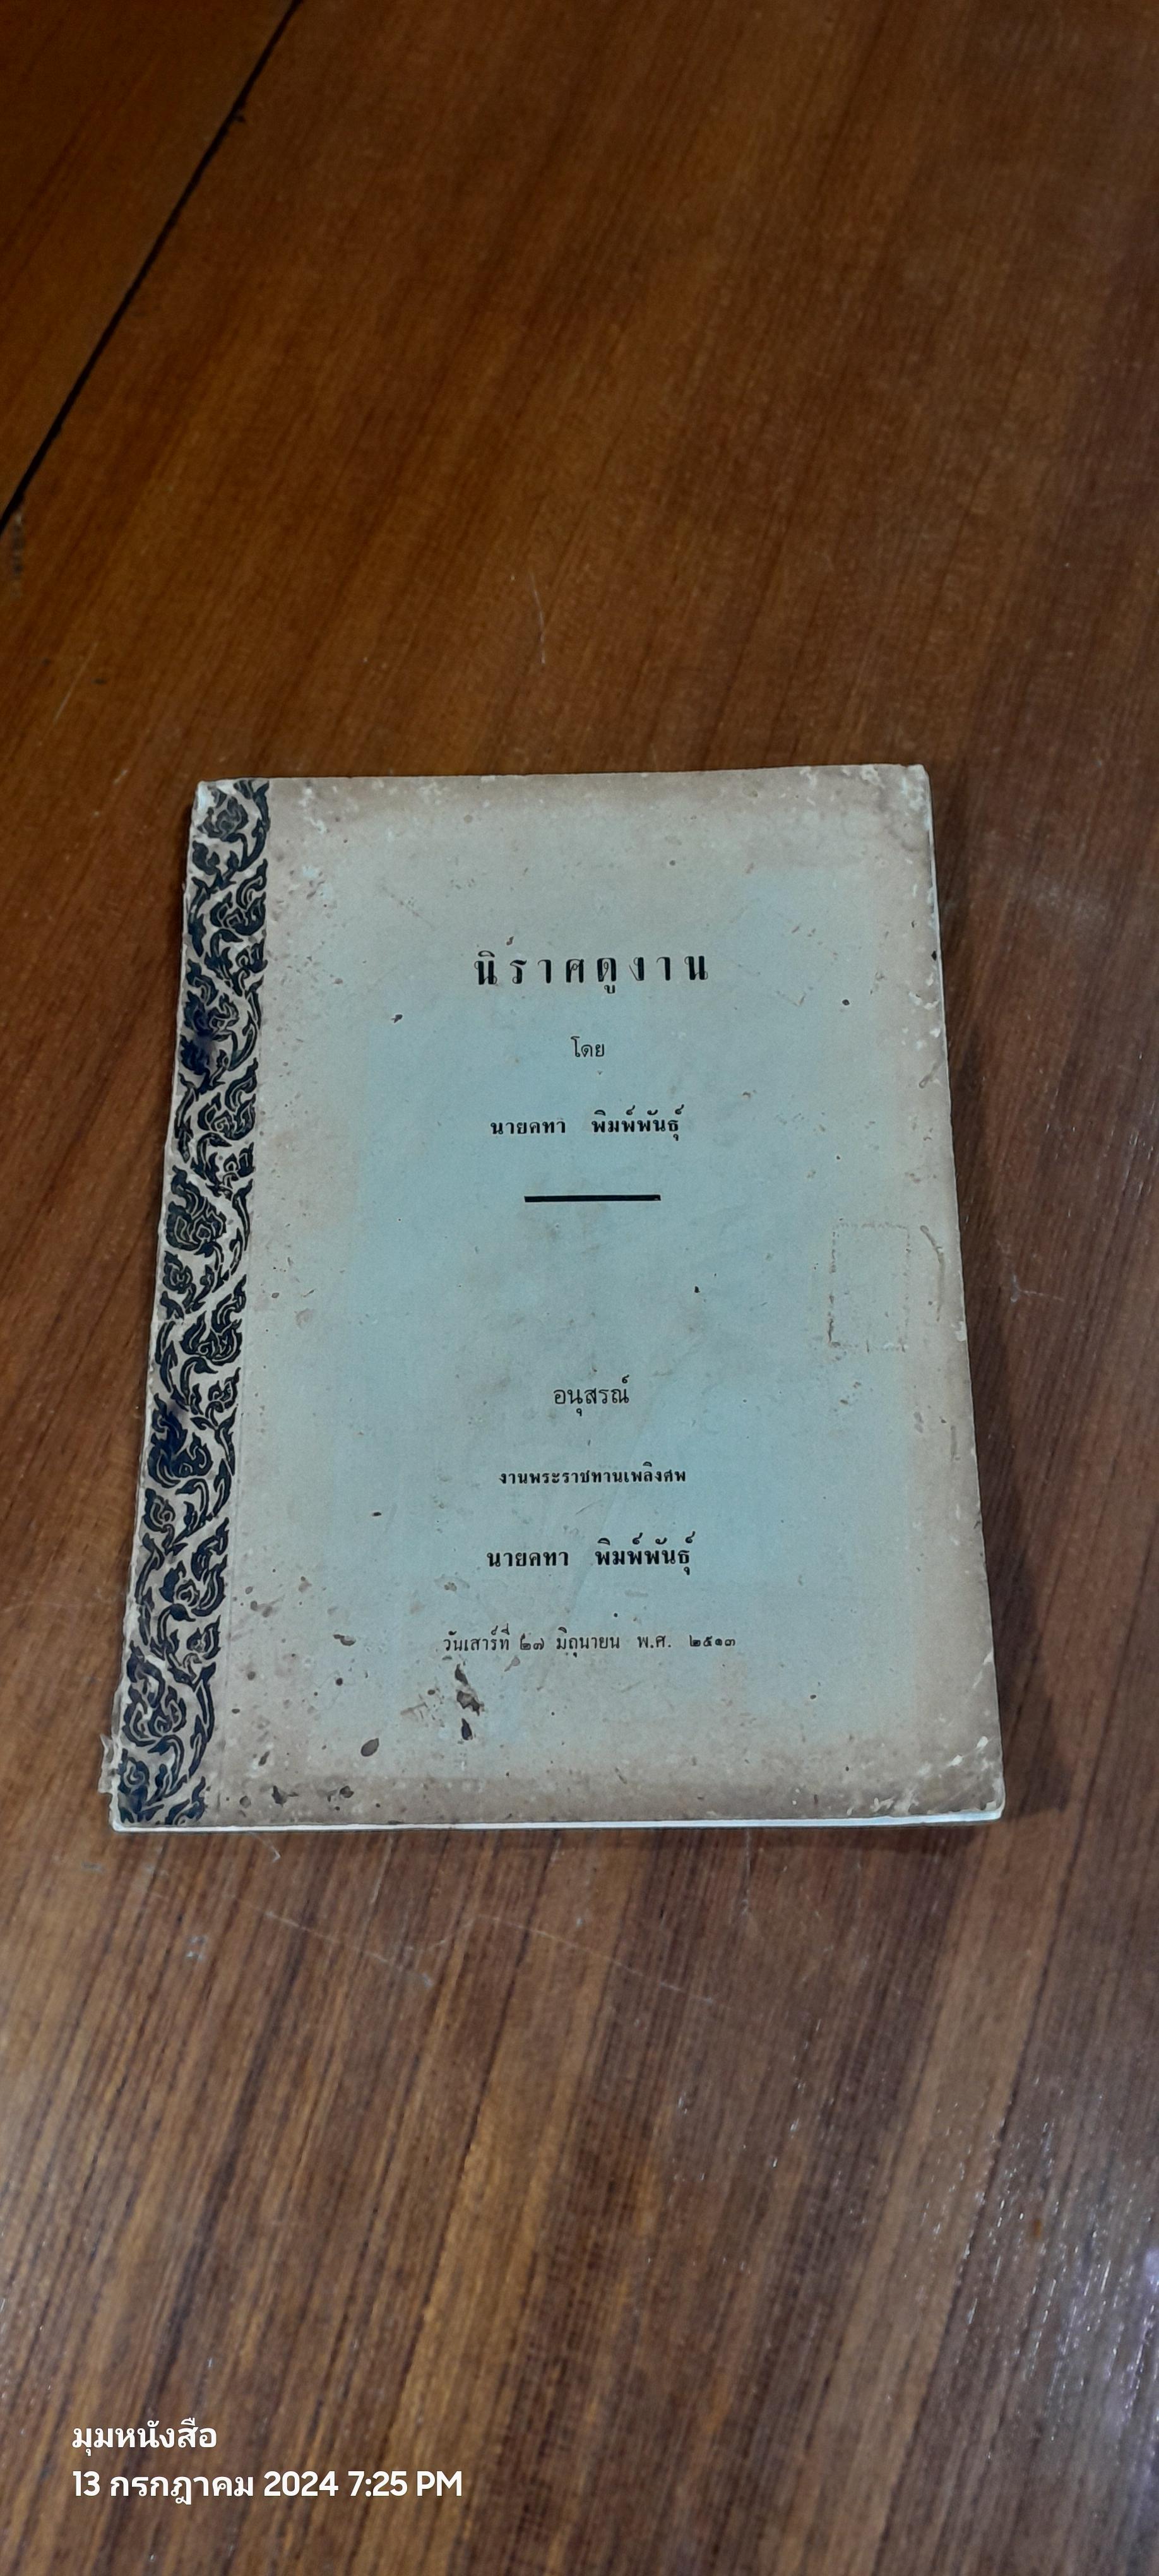 นิราศดูงาน
โดย
นายคทา พิมพ์พันธุ์
อนุสรณ์
งานพระราชทานเพลิงศพ
นายคทา พิมพ์พันธุ์
วันเสาร์ที่ ๒๗ มิถุนายน พ.ศ. ๒๕๑๓
มุมหนังสือ
13 กรกฎาคม 2024 7:25 PM